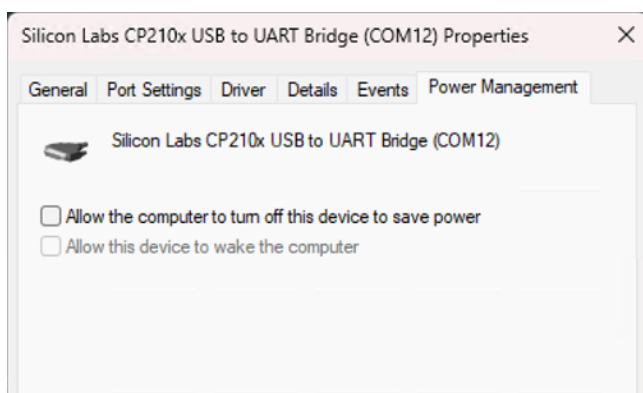 Silicon Labs CP210x USB to UART Bridge (COM12) Properties
General Port Settings Driver Details Events Power Management
Silicon Labs CP210x USB to UART Bridge (COM12)
Allow the computer to turn off this device to save power
Allow this device to wake the computer